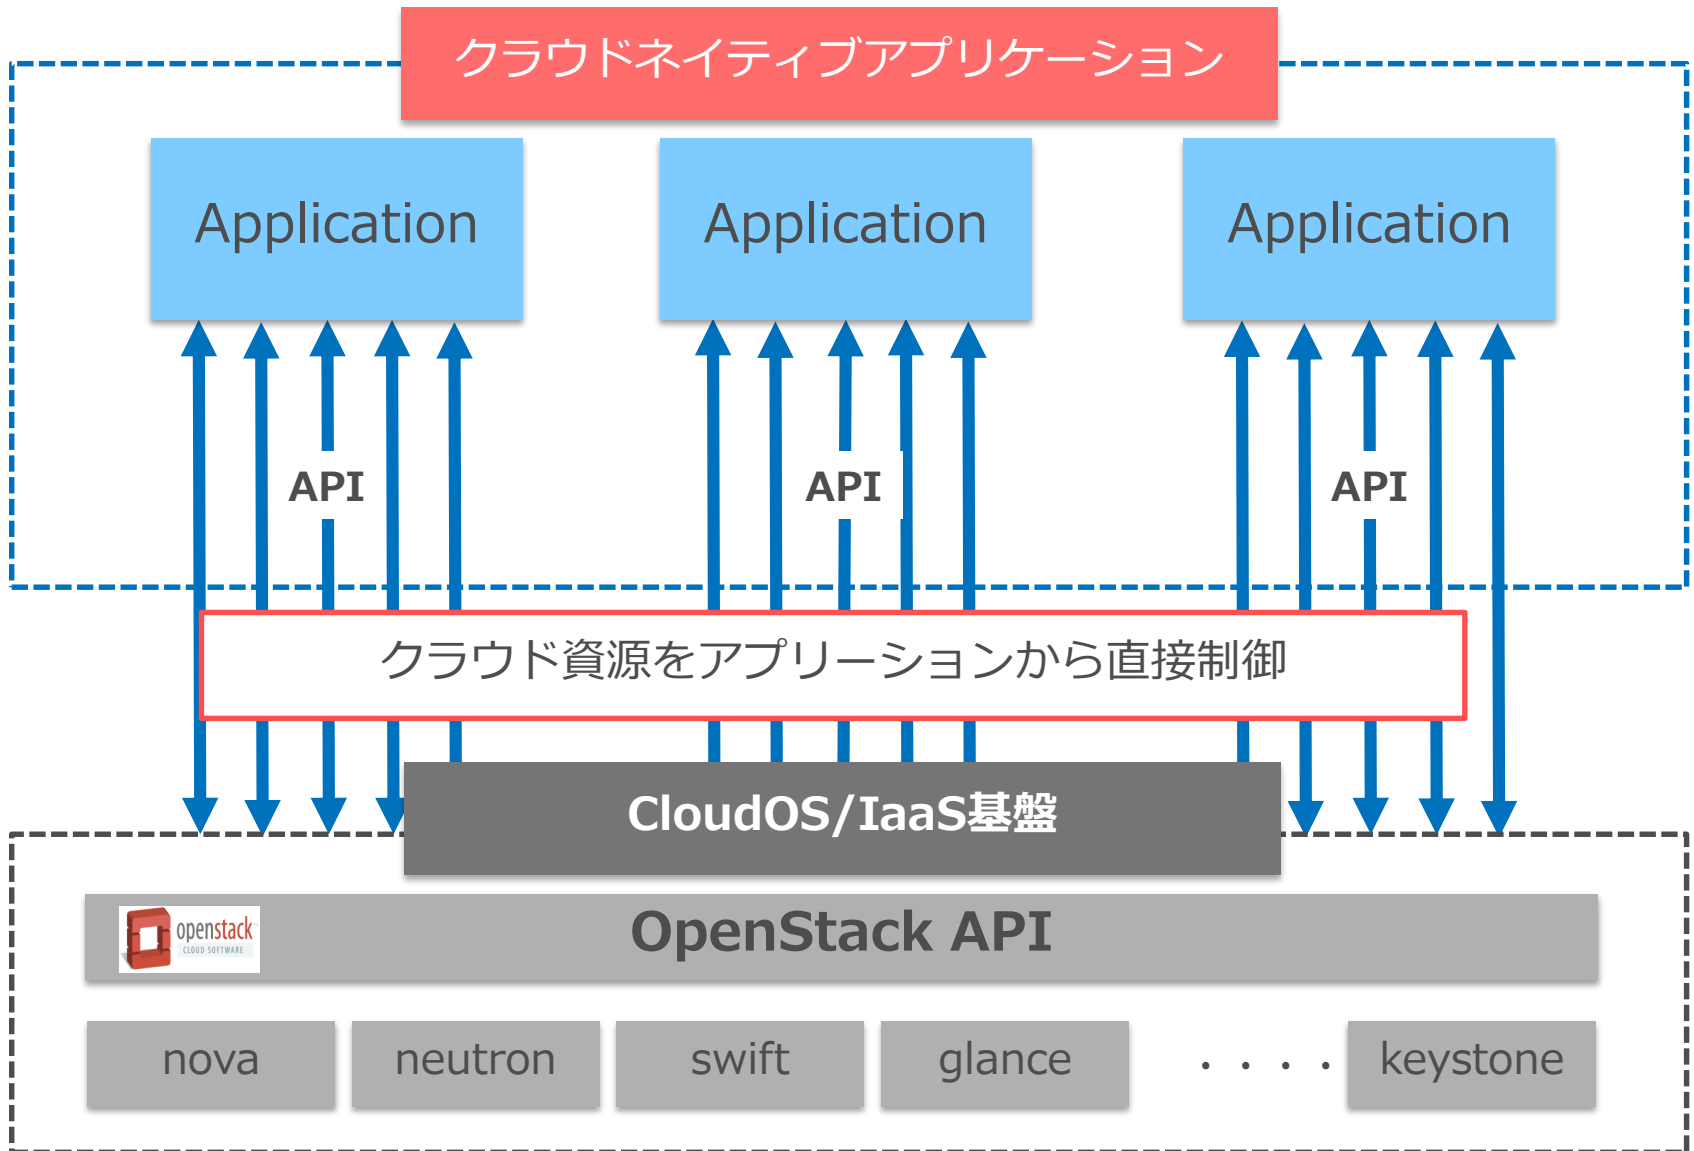 クラウドネイティブアプリケーション
Application Application Application
API API API
クラウド資源をアプリーションから直接制御
CloudOS/IaaS基盤
openstack
CLOUD SOFTWARE
OpenStack API
nova neutron swift glance ・・・・ keystone